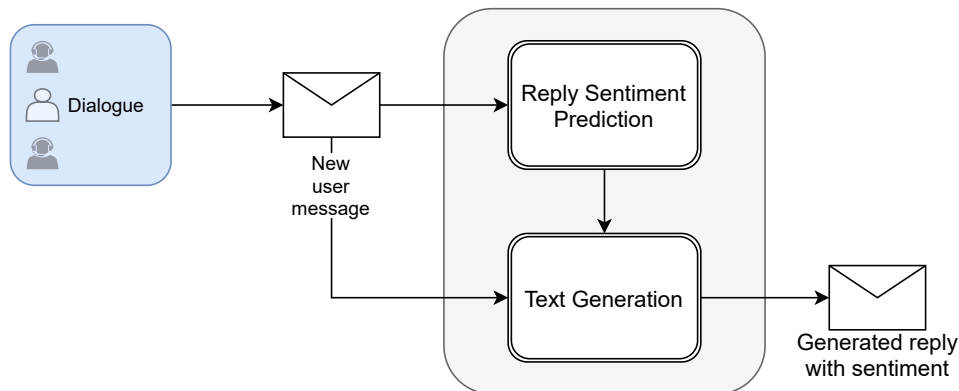 Dialogue
New
user
message
Reply Sentiment
Prediction
Text Generation
Generated reply
with sentiment